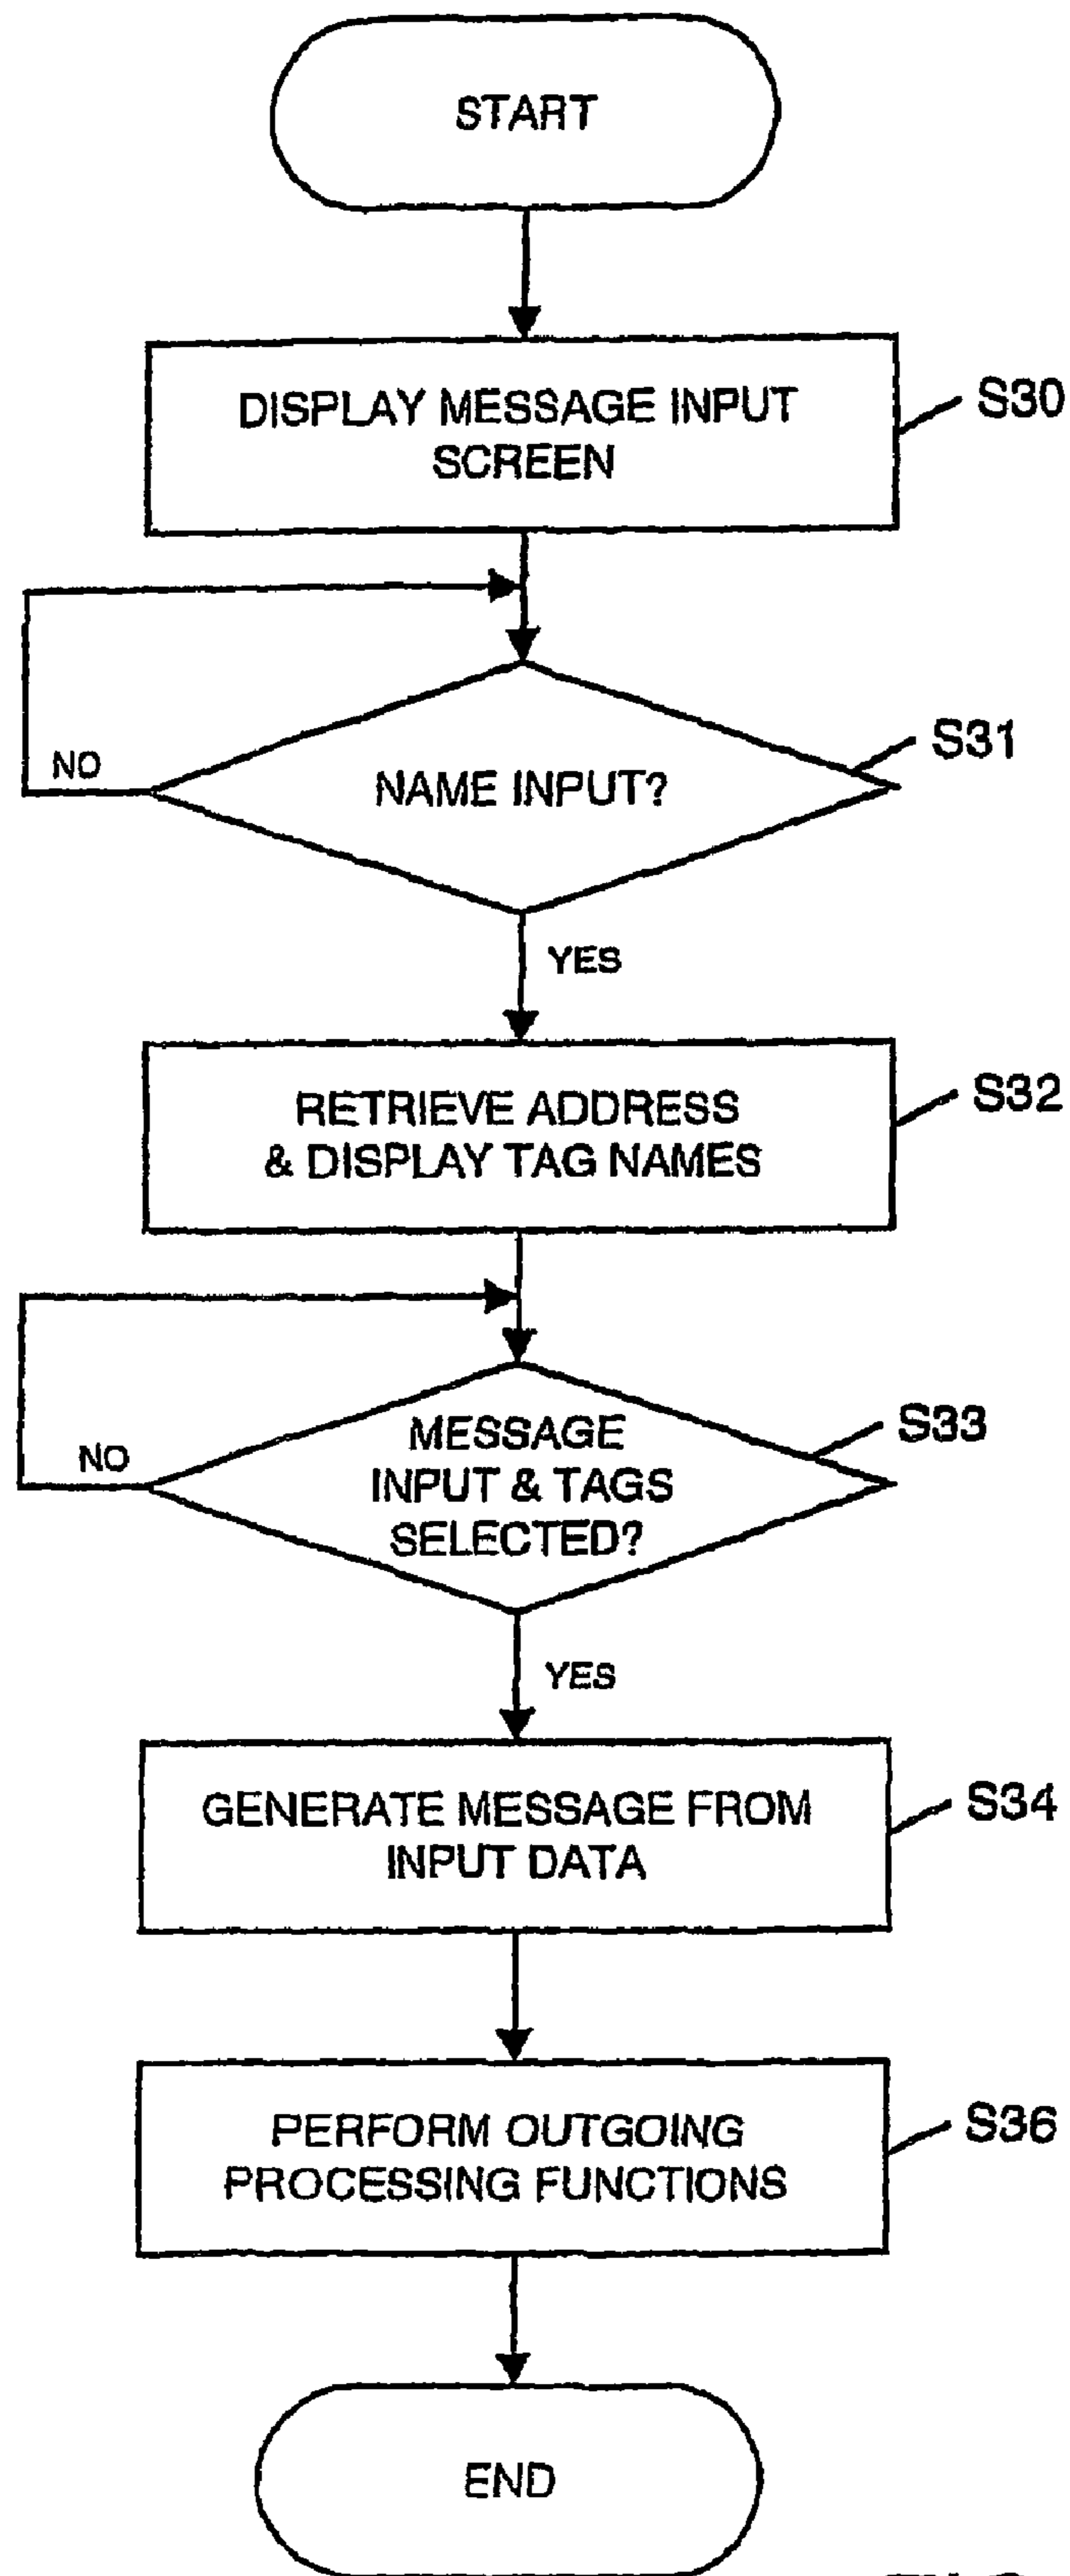 START
DISPLAY MESSAGE INPUT
SCREEN
S30
NAME INPUT?
S31
NO
YES
RETRIEVE ADDRESS
& DISPLAY TAG NAMES
S32
MESSAGE
INPUT & TAGS
SELECTED?
S33
NO
YES
GENERATE MESSAGE FROM
INPUT DATA
S34
PERFORM OUTGOING
PROCESSING FUNCTIONS
S36
END